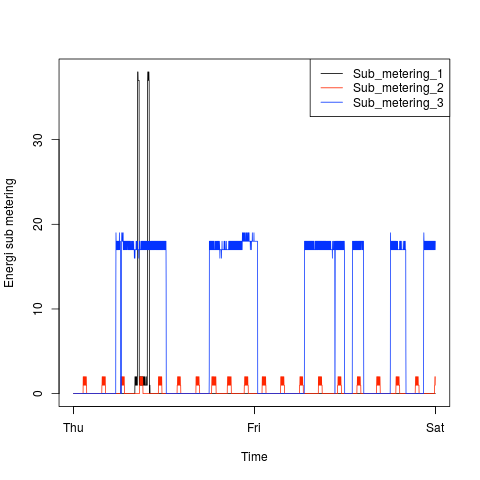 Sub_metering_1
Sub_metering_2
Sub_metering_3
Energi sub metering
30
20
10
0
Thu Fri Sat
Time